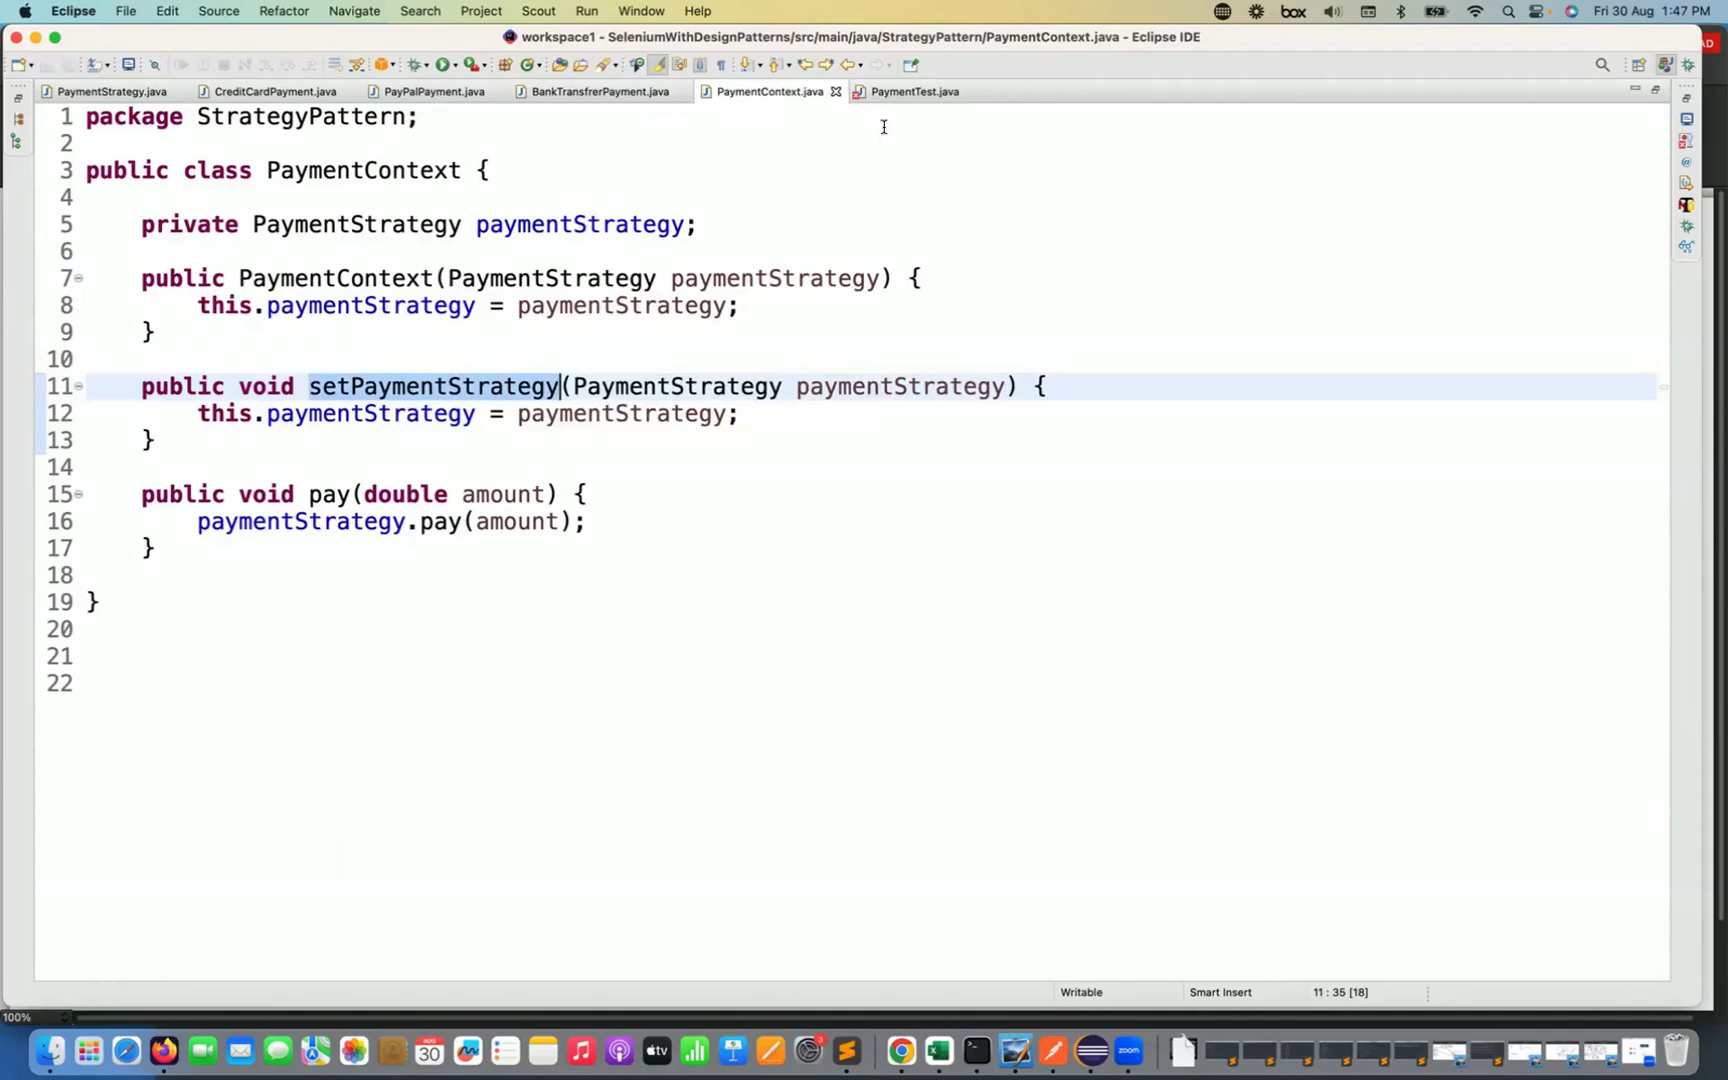 Eclipse File Edit Source Refactor Navigate Search Project Scout Run Window Help box Fri 30 Aug 1:47 PM
workspace1 - SeleniumWithDesignPatterns/src/main/java/StrategyPattern/PaymentContext.java - Eclipse IDE
PaymentStrategy.java CreditCardPayment.java PayPalPayment.java BankTransfrerPayment.java PaymentContext.java PaymentTest.java
1 package StrategyPattern;
2
3 public class PaymentContext {
4
5 private PaymentStrategy paymentStrategy;
6
7 public PaymentContext(PaymentStrategy paymentStrategy) {
8 this.paymentStrategy = paymentStrategy;
9 }
10
11 public void setPaymentStrategy(PaymentStrategy paymentStrategy) {
12 this.paymentStrategy = paymentStrategy;
13 }
14
15 public void pay(double amount) {
16 paymentStrategy.pay(amount);
17 }
18
19 }
20
21
22
Writable Smart Insert 11 : 35 [18]
100%
AUG
30
tv
zoom